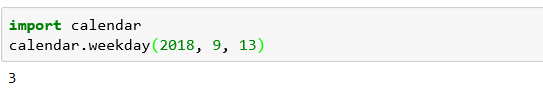 import calendar
calendar.weekday(2018, 9, 13)
3